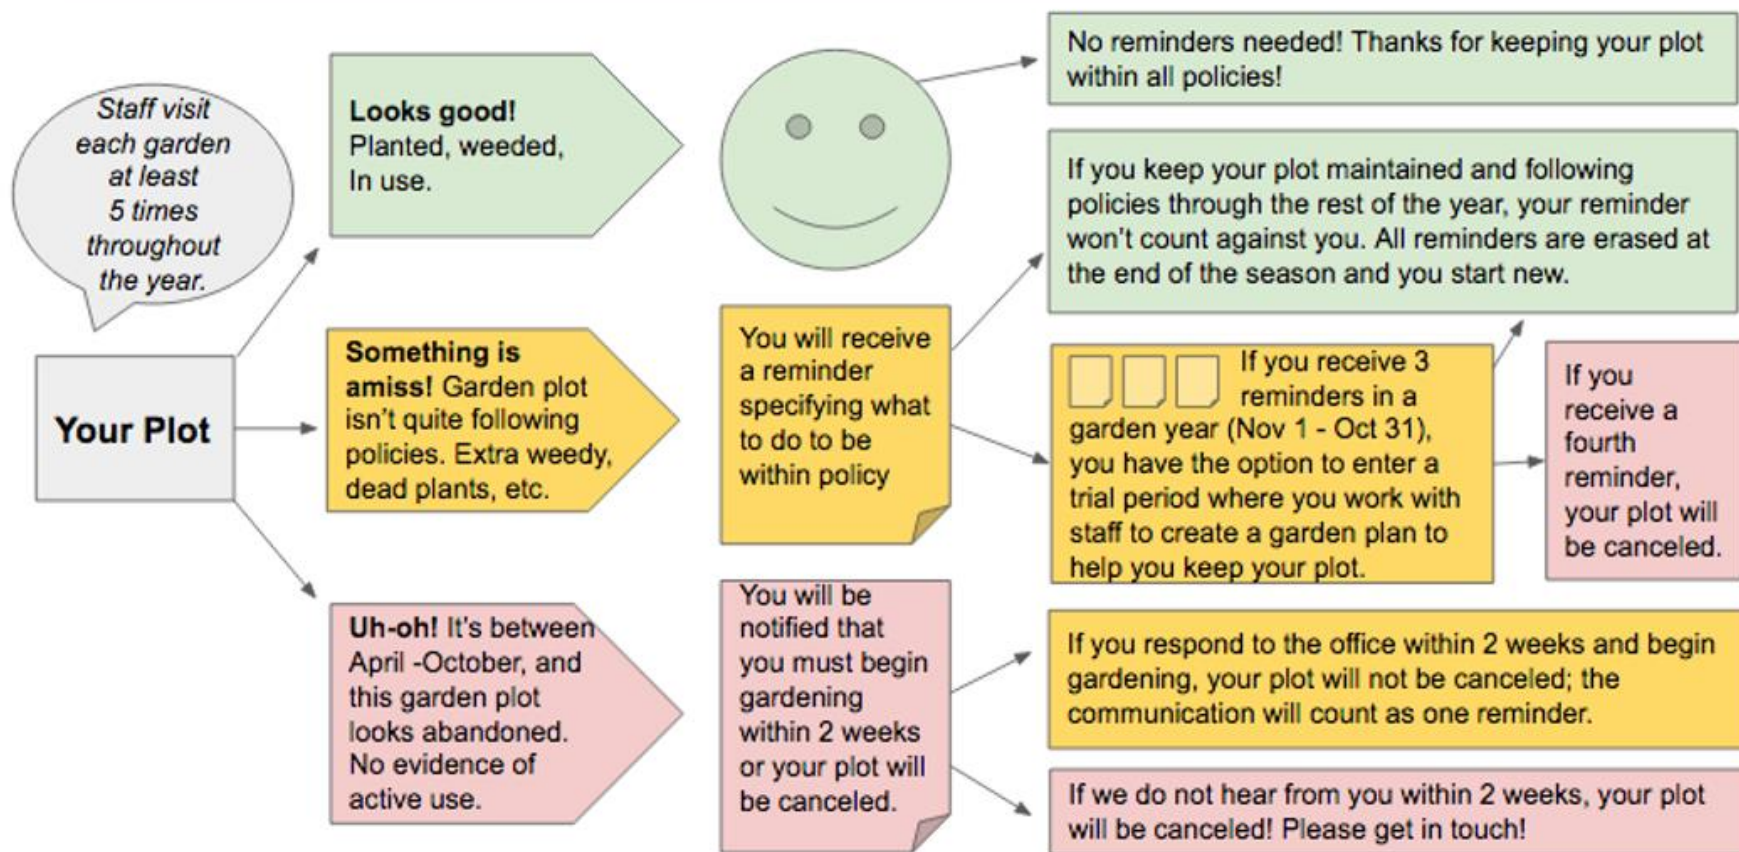 Staff visit
each garden
at least
5 times
throughout
the year.
Your Plot
Looks good!
Planted, weeded,
In use.
No reminders needed! Thanks for keeping your plot
within all policies!
Something is
amiss! Garden plot
isn't quite following
policies. Extra weedy,
dead plants, etc.
You will receive
a reminder
specifying what
to do to be
within policy
If you keep your plot maintained and following
policies through the rest of the year, your reminder
won't count against you. All reminders are erased at
the end of the season and you start new.
If you receive 3
reminders in a
garden year (Nov 1 - Oct 31),
you have the option to enter a
trial period where you work with
staff to create a garden plan to
help you keep your plot.
If you
receive a
fourth
reminder,
your plot will
be canceled.
Uh-oh! It's between
April -October, and
this garden plot
looks abandoned.
No evidence of
active use.
You will be
notified that
you must begin
gardening
within 2 weeks
or your plot will
be canceled.
If you respond to the office within 2 weeks and begin
gardening, your plot will not be canceled; the
communication will count as one reminder.
If we do not hear from you within 2 weeks, your plot
will be canceled! Please get in touch!